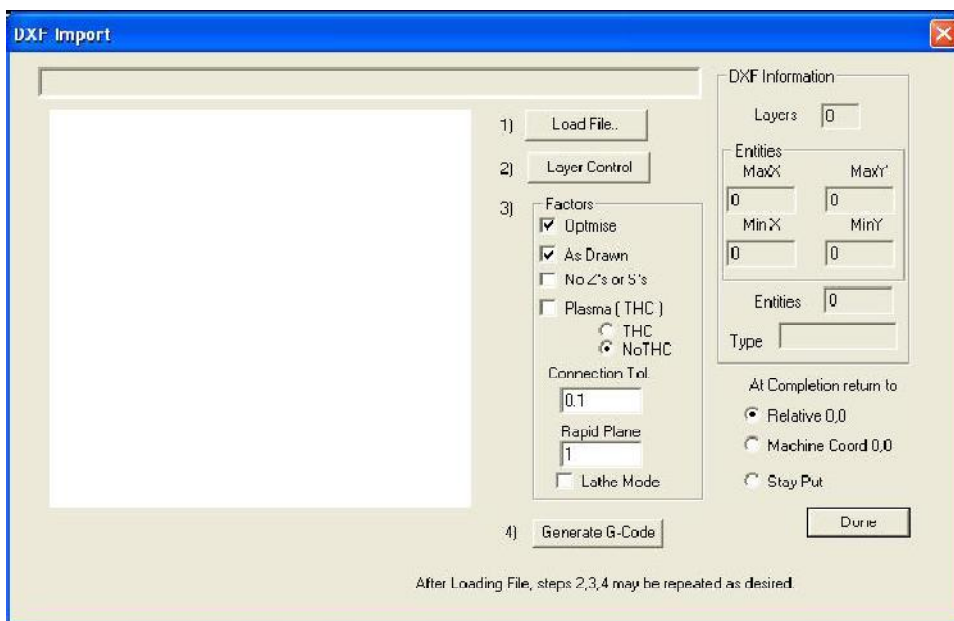 DXF Import
DXF Information
1) Load File..
Layers 0
2) Layer Control
Entities
MaxX MaxY
0 0
Min X MinY
0 0
3) Factors
Optmise
As Drawn
No Z's or S's
Plasma ( THC )
THC
NoTHC
Entities 0
Type
Connection Tol.
0.1
Rapid Plane
1
Lathe Mode
At Completion return to
Relative 0,0
Machine Coord 0,0
Stay Put
4) Generate G-Code
Done
After Loading File, steps 2,3,4 may be repeated as desired.